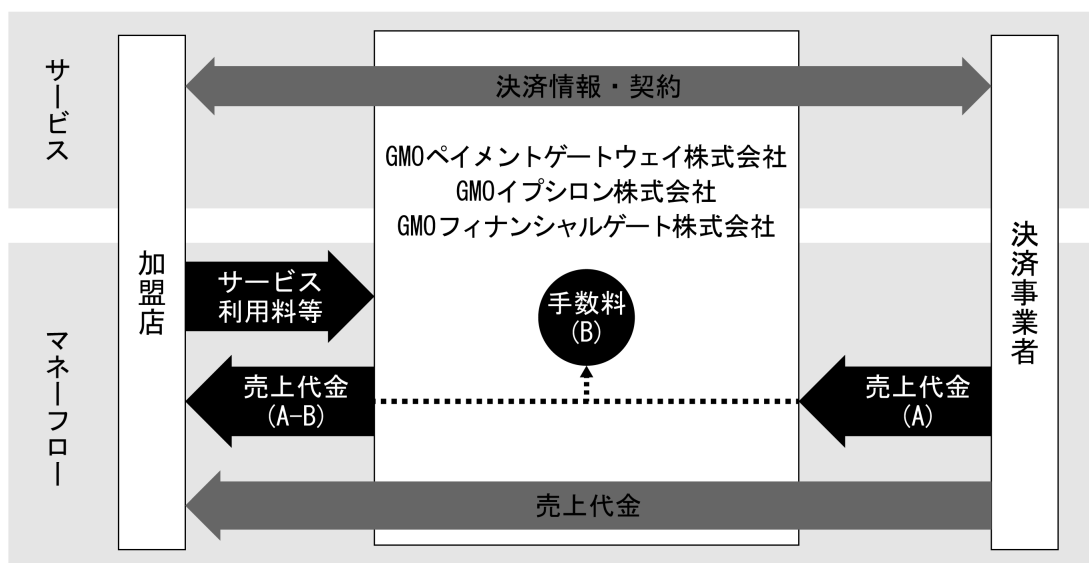 サービス
決済情報・契約
GMOペイメントゲートウェイ株式会社
GMOイプシロン株式会社
GMOフィナンシャルゲート株式会社
加盟店
決済事業者
マネーフロー
サービス
利用料等
手数料
(B)
売上代金
(A-B)
売上代金
(A)
売上代金